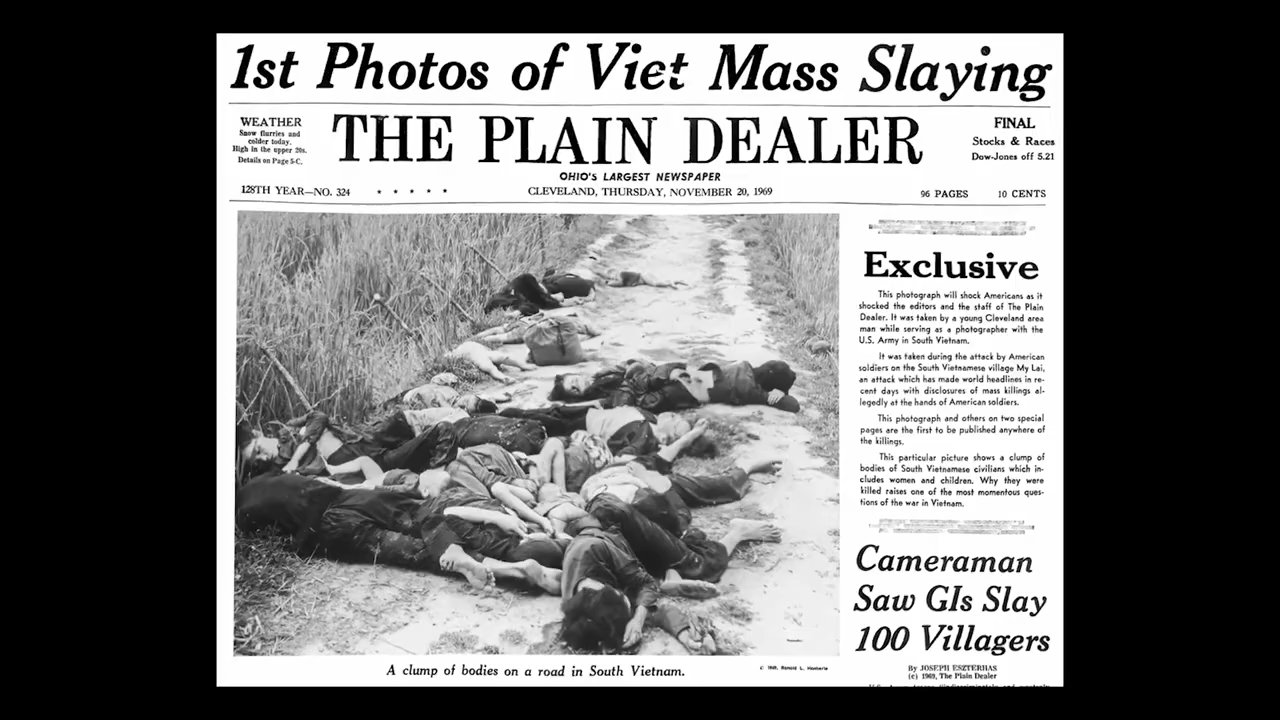 1st Photos of Viet Mass Slaying
WEATHER
Snow flurries and
colder today.
High in the upper 20s.
Details on Page 5-C.
THE PLAIN DEALER
OHIO'S LARGEST NEWSPAPER
FINAL
Stocks & Races
Dow-Jones off 5.21
128TH YEAR—NO. 324 * * * * *
CLEVELAND, THURSDAY, NOVEMBER 20, 1969
96 PAGES 10 CENTS
A clump of bodies on a road in South Vietnam.
© 1969, Ronald L. Haeberle
Exclusive
This photograph will shock Americans as it
shocked the editors and the staff of The Plain
Dealer. It was taken by a young Cleveland area
man while serving as a photographer with the
U.S. Army in South Vietnam.
It was taken during the attack by American
soldiers on the South Vietnamese village My Lai,
an attack which has made world headlines in re-
cent days with disclosures of mass killings al-
legedly at the hands of American soldiers.
This photograph and others on two special
pages are the first to be published anywhere of
the killings.
This particular picture shows a clump of
bodies of South Vietnamese civilians which in-
cludes women and children. Why they were
killed raises one of the most momentous ques-
tions of the war in Vietnam.
Cameraman
Saw GIs Slay
100 Villagers
By JOSEPH ESZTERHAS
(c) 1969, The Plain Dealer